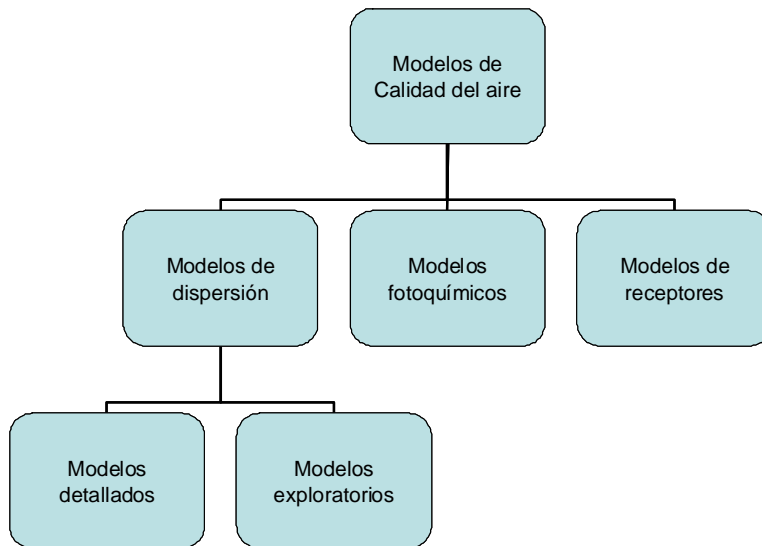 Modelos de
Calidad del aire
Modelos de
dispersión
Modelos
fotoquímicos
Modelos de
receptores
Modelos
detallados
Modelos
exploratorios